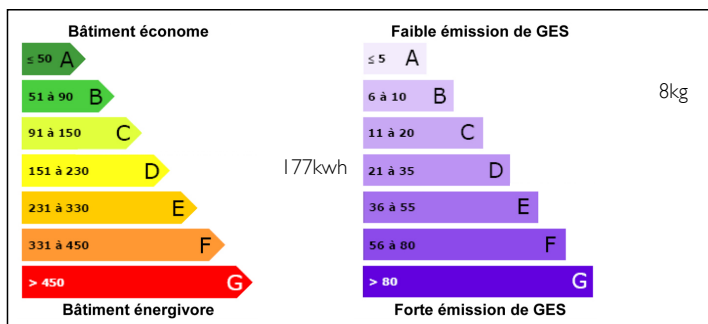 Bâtiment économe
≤ 50 A
51 à 90 B
91 à 150 C
151 à 230 D
177kwh
231 à 330 E
331 à 450 F
> 450 G
Bâtiment énergivore
Faible émission de GES
≤ 5 A
6 à 10 B
8kg
11 à 20 C
21 à 35 D
36 à 55 E
56 à 80 F
> 80 G
Forte émission de GES